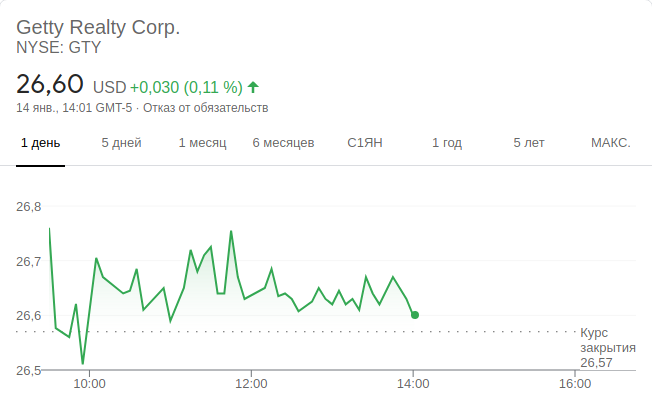 Getty Realty Corp.
NYSE: GTY
26,60 USD +0,030 (0,11 %)
14 янв., 14:01 GMT-5 · Отказ от обязательств
1 день 5 дней 1 месяц 6 месяцев С1ЯН 1 год 5 лет МАКС.
26,8
26,7
26,6
Курс
закрытия
26,57
26,5
10:00 12:00 14:00 16:00